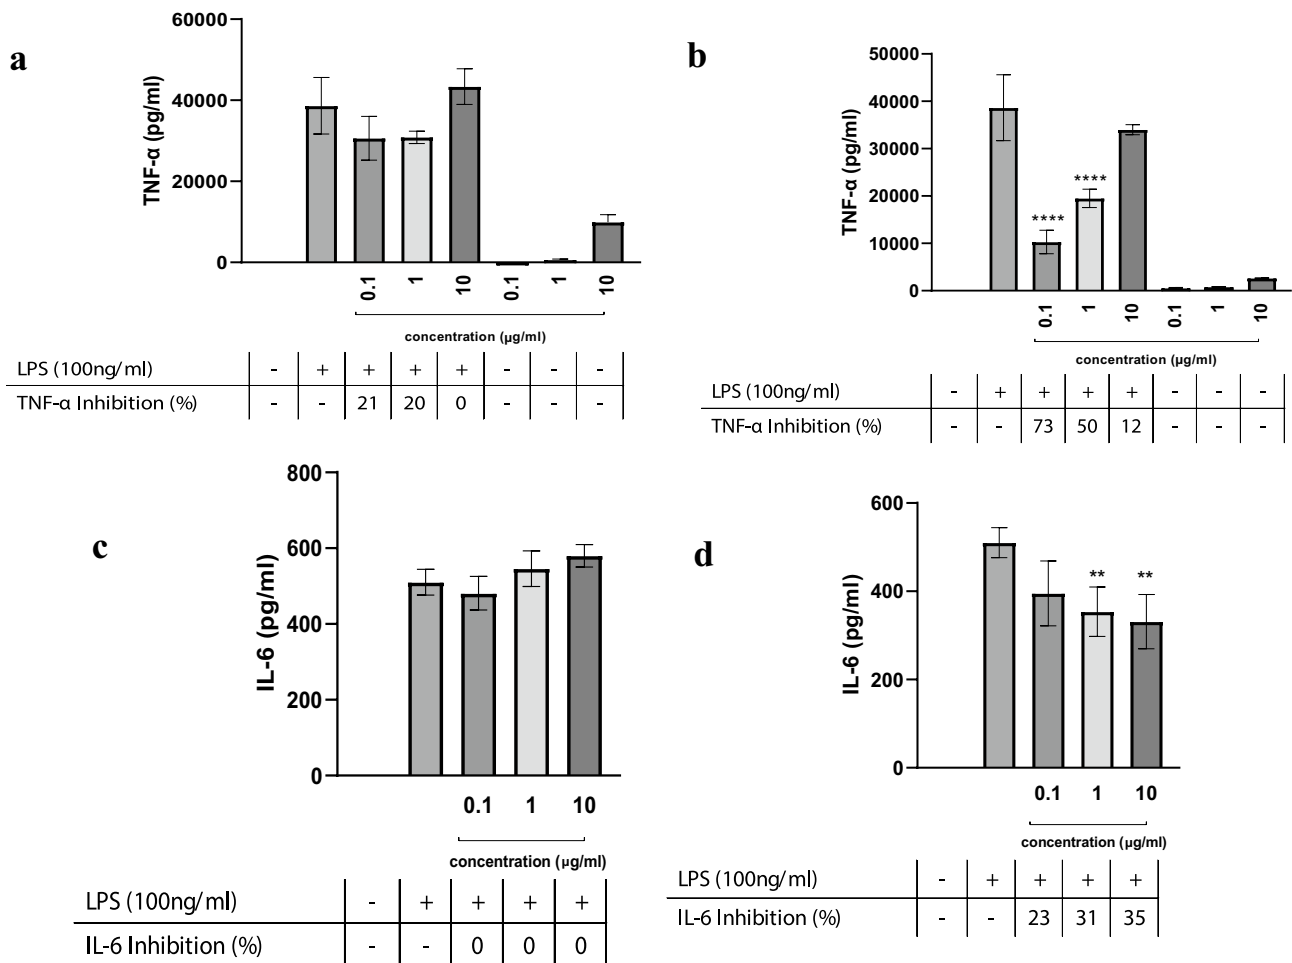 a
TNF-α (pg/ml)
60000
40000
20000
0
0.1 1 10 0.1 1 10
concentration (µg/ml)
LPS (100ng/ml) - + + + + - - -
TNF-α Inhibition (%) - - 21 20 0 - - -
b
TNF-α (pg/ml)
50000
40000
30000
20000
10000
0
**** ****
0.1 1 10 0.1 1 10
concentration (µg/ml)
LPS (100ng/ml) - + + + + - - -
TNF-α Inhibition (%) - - 73 50 12 - - -
c
IL-6 (pg/ml)
800
600
400
200
0
0.1 1 10
concentration (µg/ml)
LPS (100ng/ml) - + + + +
IL-6 Inhibition (%) - - 0 0 0
d
IL-6 (pg/ml)
600
400
200
0
** **
0.1 1 10
concentration (µg/ml)
LPS (100ng/ml) - + + + +
IL-6 Inhibition (%) - - 23 31 35